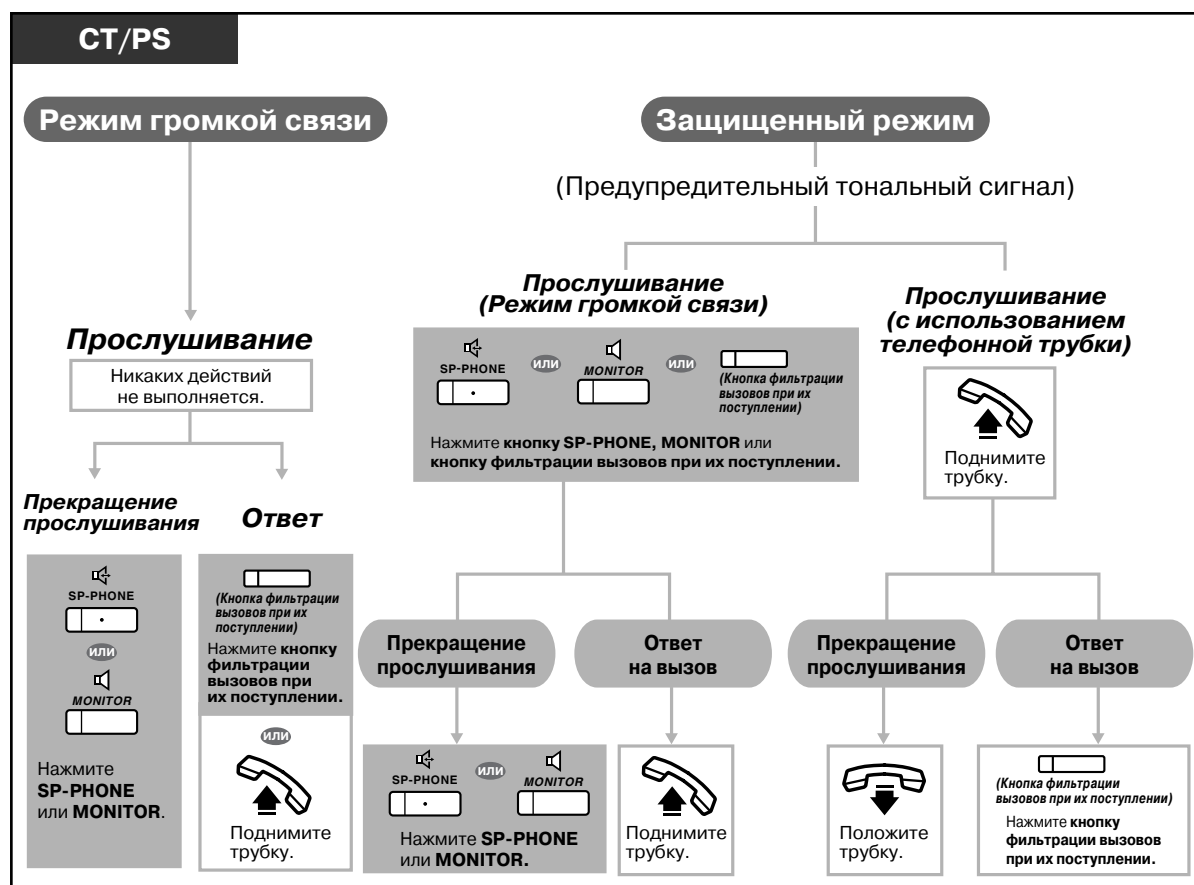 CT/PS
Режим громкой связи
Защищенный режим
(Предупредительный тональный сигнал)
Прослушивание
Никаких действий
не выполняется.
Прекращение
прослушивания
SP-PHONE
или
MONITOR
Нажмите
SP-PHONE
или MONITOR.
Ответ
(Кнопка фильтрации
вызовов при их
поступлении)
Нажмите кнопку
фильтрации
вызовов при
их поступлении.
или
Поднимите
трубку.
Прослушивание
(Режим громкой связи)
SP-PHONE
или
MONITOR
или
(Кнопка фильтрации
вызовов при их
поступлении)
Нажмите кнопку SP-PHONE, MONITOR или
кнопку фильтрации вызовов при их поступлении.
Прекращение
прослушивания
SP-PHONE
или
MONITOR
Нажмите SP-PHONE
или MONITOR.
Ответ
на вызов
Поднимите
трубку.
Прослушивание
(с использованием
телефонной трубки)
Поднимите
трубку.
Прекращение
прослушивания
Положите
трубку.
Ответ
на вызов
(Кнопка фильтрации
вызовов при их поступлении)
Нажмите кнопку
фильтрации вызовов
при их поступлении.